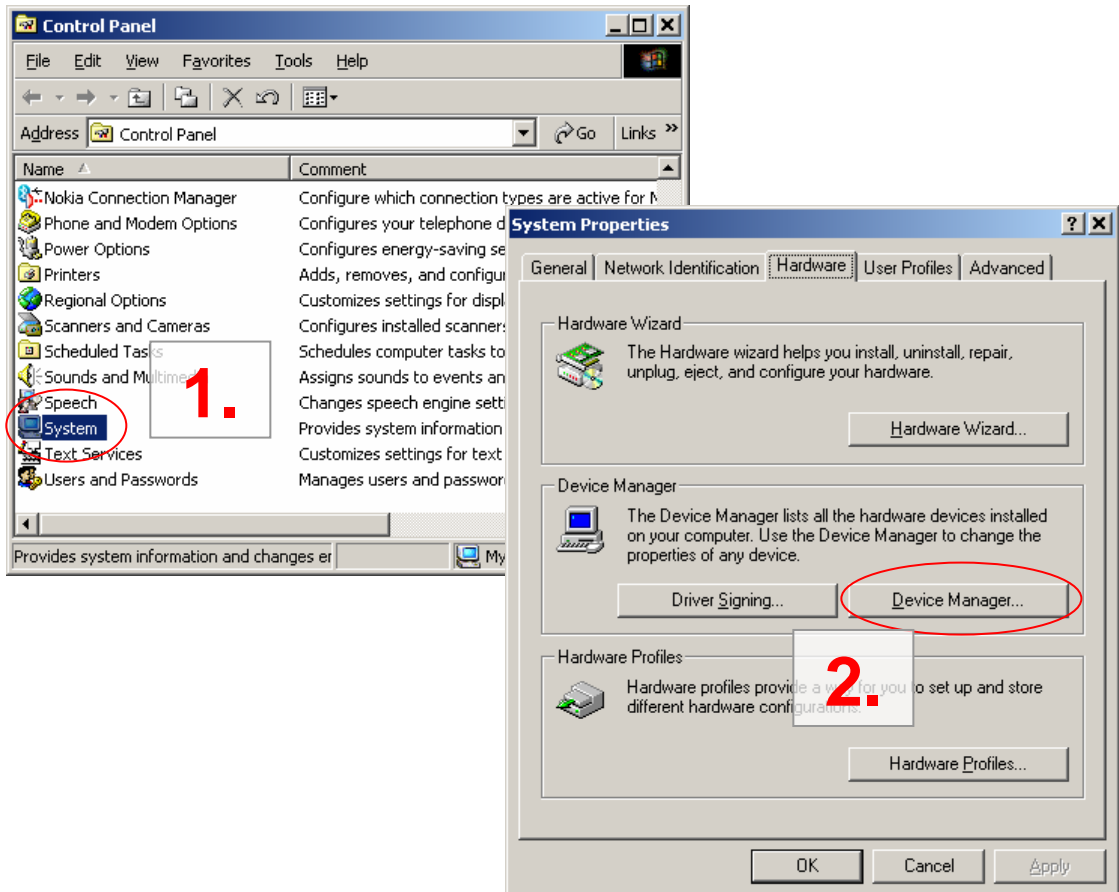 Control Panel
File Edit View Favorites Tools Help
Address Control Panel Go Links »
Name Comment
Nokia Connection Manager Configure which connection types are active for N
Phone and Modem Options Configures your telephone d
Power Options Configures energy-saving se
Printers Adds, removes, and configu
Regional Options Customizes settings for displ
Scanners and Cameras Configures installed scanners
Scheduled Tasks Schedules computer tasks to
Sounds and Multimed Assigns sounds to events an
1.
Speech Changes speech engine setti
System Provides system information
Text Services Customizes settings for text
Users and Passwords Manages users and passwor
Provides system information and changes er My
System Properties
General Network Identification Hardware User Profiles Advanced
Hardware Wizard
The Hardware wizard helps you install, uninstall, repair,
unplug, eject, and configure your hardware.
Hardware Wizard...
Device Manager
The Device Manager lists all the hardware devices installed
on your computer. Use the Device Manager to change the
properties of any device.
Driver Signing... Device Manager...
2.
Hardware Profiles
Hardware profiles provide a way for you to set up and store
different hardware configurations.
Hardware Profiles...
OK Cancel Apply